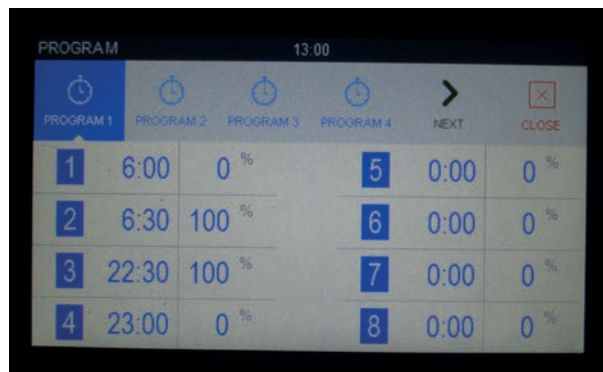 PROGRAM 13:00
PROGRAM 1 PROGRAM 2 PROGRAM 3 PROGRAM 4 NEXT CLOSE
1 6:00 0 % 5 0:00 0 %
2 6:30 100 % 6 0:00 0 %
3 22:30 100 % 7 0:00 0 %
4 23:00 0 % 8 0:00 0 %